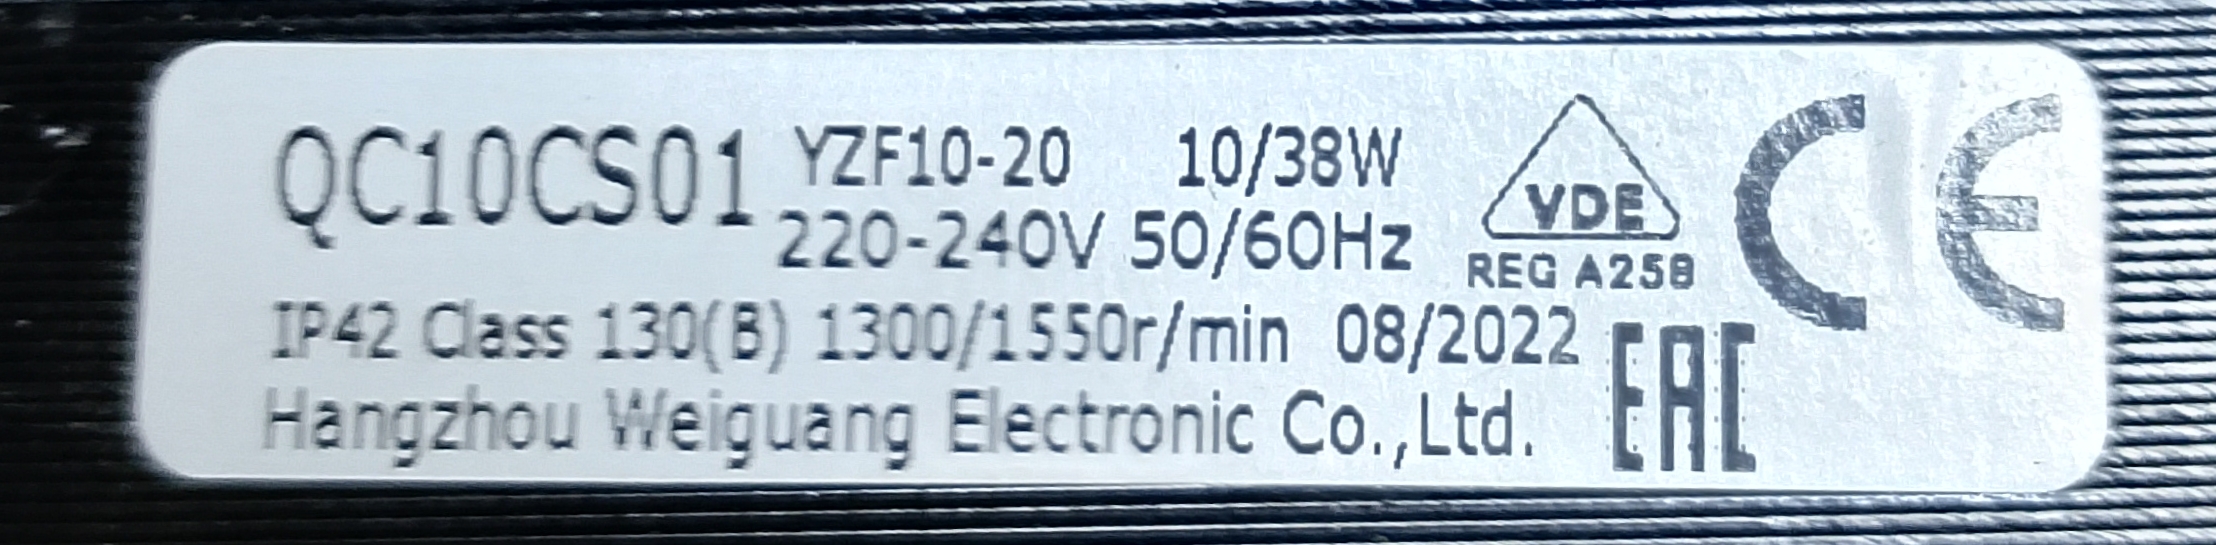 QC10CS01 YZF10-20 10/38W
220-240V 50/60Hz
VDE
REG A258
CE
IP42 Class 130(B) 1300/1550r/min 08/2022
EAC
Hangzhou Weiguang Electronic Co.,Ltd.